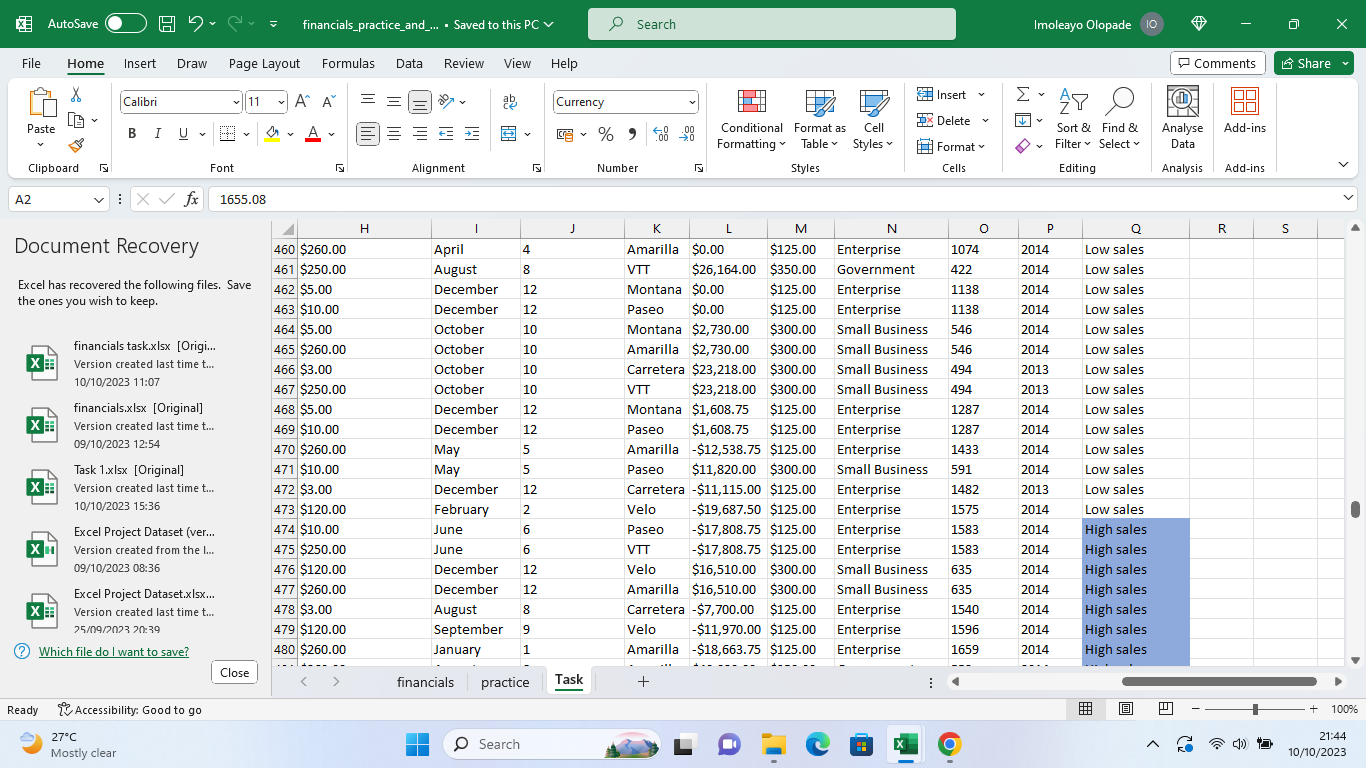 AutoSave financials_practice_and_... • Saved to this PC Search Imoleayo Olopade IO
File Home Insert Draw Page Layout Formulas Data Review View Help Comments Share
Paste Calibri 11 A A ab Currency Conditional Formatting Format as Table Cell Styles Insert Delete Format Sort & Filter Find & Select Analyse Data Add-ins
B I U A % 9
Clipboard Font Alignment Number Styles Cells Editing Analysis Add-ins
A2 fx 1655.08
Document Recovery
Excel has recovered the following files. Save
the ones you wish to keep.
financials task.xlsx [Origi...
Version created last time t...
10/10/2023 11:07
financials.xlsx [Original]
Version created last time t...
09/10/2023 12:54
Task 1.xlsx [Original]
Version created last time t...
10/10/2023 15:36
Excel Project Dataset (ver...
Version created from the l...
09/10/2023 08:36
Excel Project Dataset.xlsx...
Version created last time t...
25/09/2023 20:39
Which file do I want to save?
Close
H I J K L M N O P Q R S
460 $260.00 April 4 Amarilla $0.00 $125.00 Enterprise 1074 2014 Low sales
461 $250.00 August 8 VTT $26,164.00 $350.00 Government 422 2014 Low sales
462 $5.00 December 12 Montana $0.00 $125.00 Enterprise 1138 2014 Low sales
463 $10.00 December 12 Paseo $0.00 $125.00 Enterprise 1138 2014 Low sales
464 $5.00 October 10 Montana $2,730.00 $300.00 Small Business 546 2014 Low sales
465 $260.00 October 10 Amarilla $2,730.00 $300.00 Small Business 546 2014 Low sales
466 $3.00 October 10 Carretera $23,218.00 $300.00 Small Business 494 2013 Low sales
467 $250.00 October 10 VTT $23,218.00 $300.00 Small Business 494 2013 Low sales
468 $5.00 December 12 Montana $1,608.75 $125.00 Enterprise 1287 2014 Low sales
469 $10.00 December 12 Paseo $1,608.75 $125.00 Enterprise 1287 2014 Low sales
470 $260.00 May 5 Amarilla -$12,538.75 $125.00 Enterprise 1433 2014 Low sales
471 $10.00 May 5 Paseo $11,820.00 $300.00 Small Business 591 2014 Low sales
472 $3.00 December 12 Carretera -$11,115.00 $125.00 Enterprise 1482 2013 Low sales
473 $120.00 February 2 Velo -$19,687.50 $125.00 Enterprise 1575 2014 Low sales
474 $10.00 June 6 Paseo -$17,808.75 $125.00 Enterprise 1583 2014 High sales
475 $250.00 June 6 VTT -$17,808.75 $125.00 Enterprise 1583 2014 High sales
476 $120.00 December 12 Velo $16,510.00 $300.00 Small Business 635 2014 High sales
477 $260.00 December 12 Amarilla $16,510.00 $300.00 Small Business 635 2014 High sales
478 $3.00 August 8 Carretera -$7,700.00 $125.00 Enterprise 1540 2014 High sales
479 $120.00 September 9 Velo -$11,970.00 $125.00 Enterprise 1596 2014 High sales
480 $260.00 January 1 Amarilla -$18,663.75 $125.00 Enterprise 1659 2014 High sales
financials practice Task
Ready Accessibility: Good to go 100%
27°C
Mostly clear
Search
21:44
10/10/2023